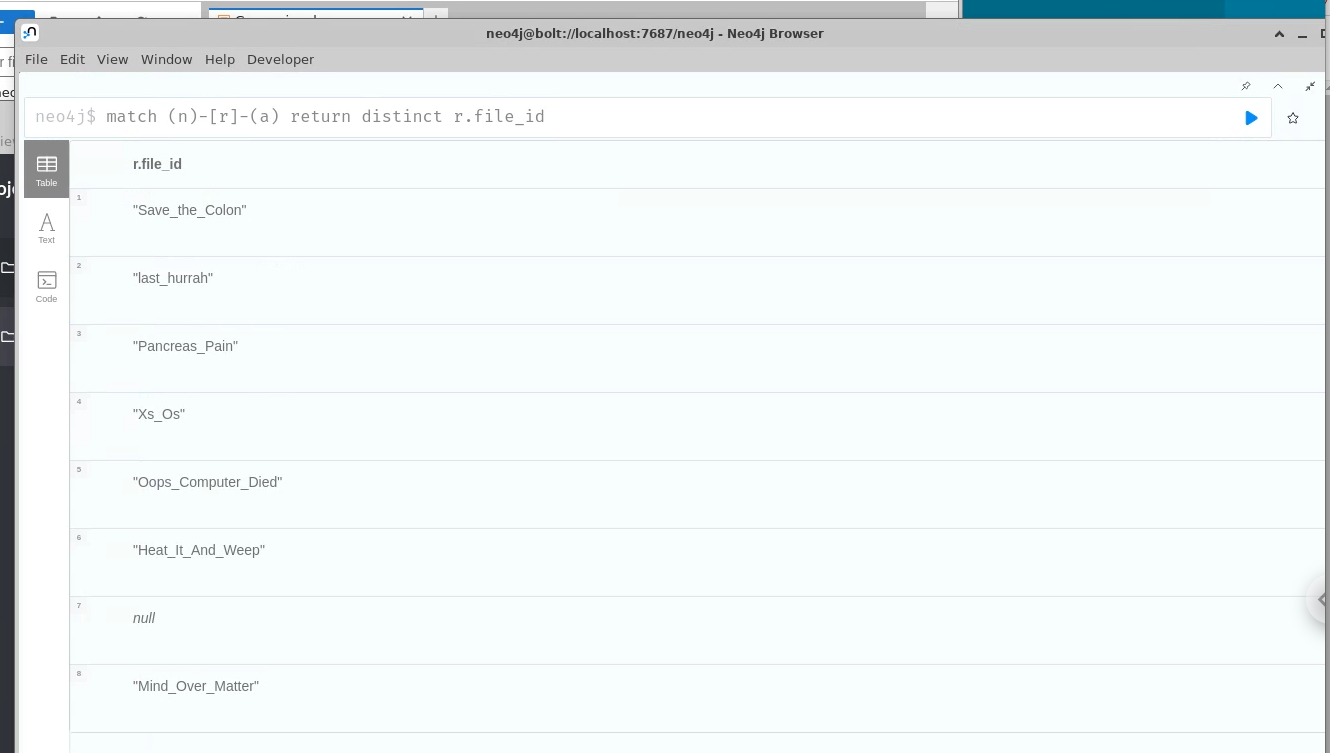 neo4j@bolt://localhost:7687/neo4j - Neo4j Browser
File Edit View Window Help Developer
neo4j$ match (n)-[r]-(a) return distinct r.file_id
Table
Text
Code
r.file_id
1
"Save_the_Colon"
2
"last_hurrah"
3
"Pancreas_Pain"
4
"Xs_Os"
5
"Oops_Computer_Died"
6
"Heat_It_And_Weep"
7
null
8
"Mind_Over_Matter"